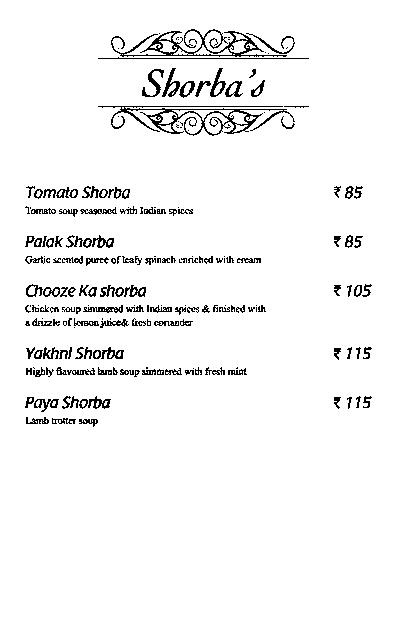 Shorba's
Tomato Shorba ₹ 85
Tomato soup seasoned with Indian spices
Palak Shorba ₹ 85
Garlic scented puree of leafy spinach enriched with cream
Chooze Ka shorba ₹ 105
Chicken soup simmered with Indian spices & finished with
a drizzle of lemon juice& fresh coriander
Yakhni Shorba ₹ 115
Highly flavoured lamb soup simmered with fresh mint
Paya Shorba ₹ 115
Lamb trotter soup